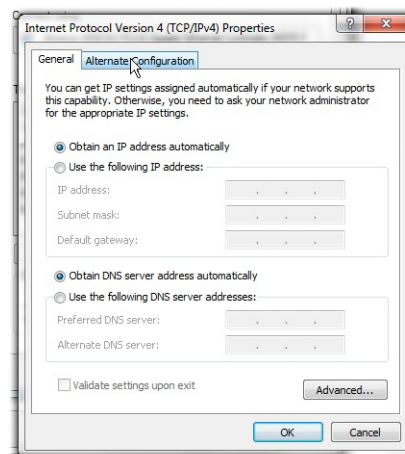 Internet Protocol Version 4 (TCP/IPv4) Properties
General
Alternate Configuration
You can get IP settings assigned automatically if your network supports
this capability. Otherwise, you need to ask your network administrator
for the appropriate IP settings.
Obtain an IP address automatically
Use the following IP address:
IP address:
Subnet mask:
Default gateway:
Obtain DNS server address automatically
Use the following DNS server addresses:
Preferred DNS server:
Alternate DNS server:
Validate settings upon exit
Advanced...
OK
Cancel